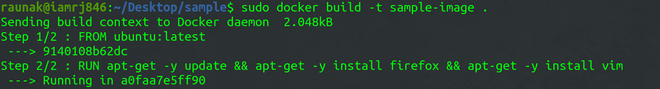 raunak@iamrj846:~/Desktop/sample$ sudo docker build -t sample-image .
Sending build context to Docker daemon  2.048kB
Step 1/2 : FROM ubuntu:latest
 ---> 9140108b62dc
Step 2/2 : RUN apt-get -y update && apt-get -y install firefox && apt-get -y install vim
 ---> Running in a0faa7e5ff90